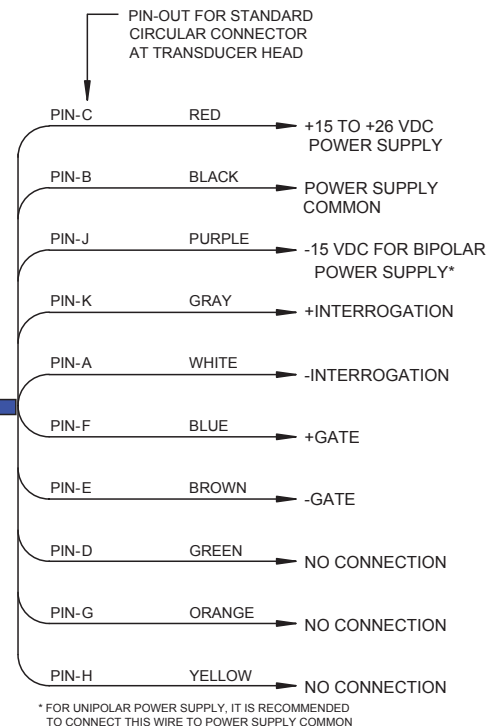 PIN-OUT FOR STANDARD
CIRCULAR CONNECTOR
AT TRANSDUCER HEAD
PIN-C RED +15 TO +26 VDC
POWER SUPPLY
PIN-B BLACK POWER SUPPLY
COMMON
PIN-J PURPLE -15 VDC FOR BIPOLAR
POWER SUPPLY*
PIN-K GRAY +INTERROGATION
PIN-A WHITE -INTERROGATION
PIN-F BLUE +GATE
PIN-E BROWN -GATE
PIN-D GREEN NO CONNECTION
PIN-G ORANGE NO CONNECTION
PIN-H YELLOW NO CONNECTION
* FOR UNIPOLAR POWER SUPPLY, IT IS RECOMMENDED
TO CONNECT THIS WIRE TO POWER SUPPLY COMMON